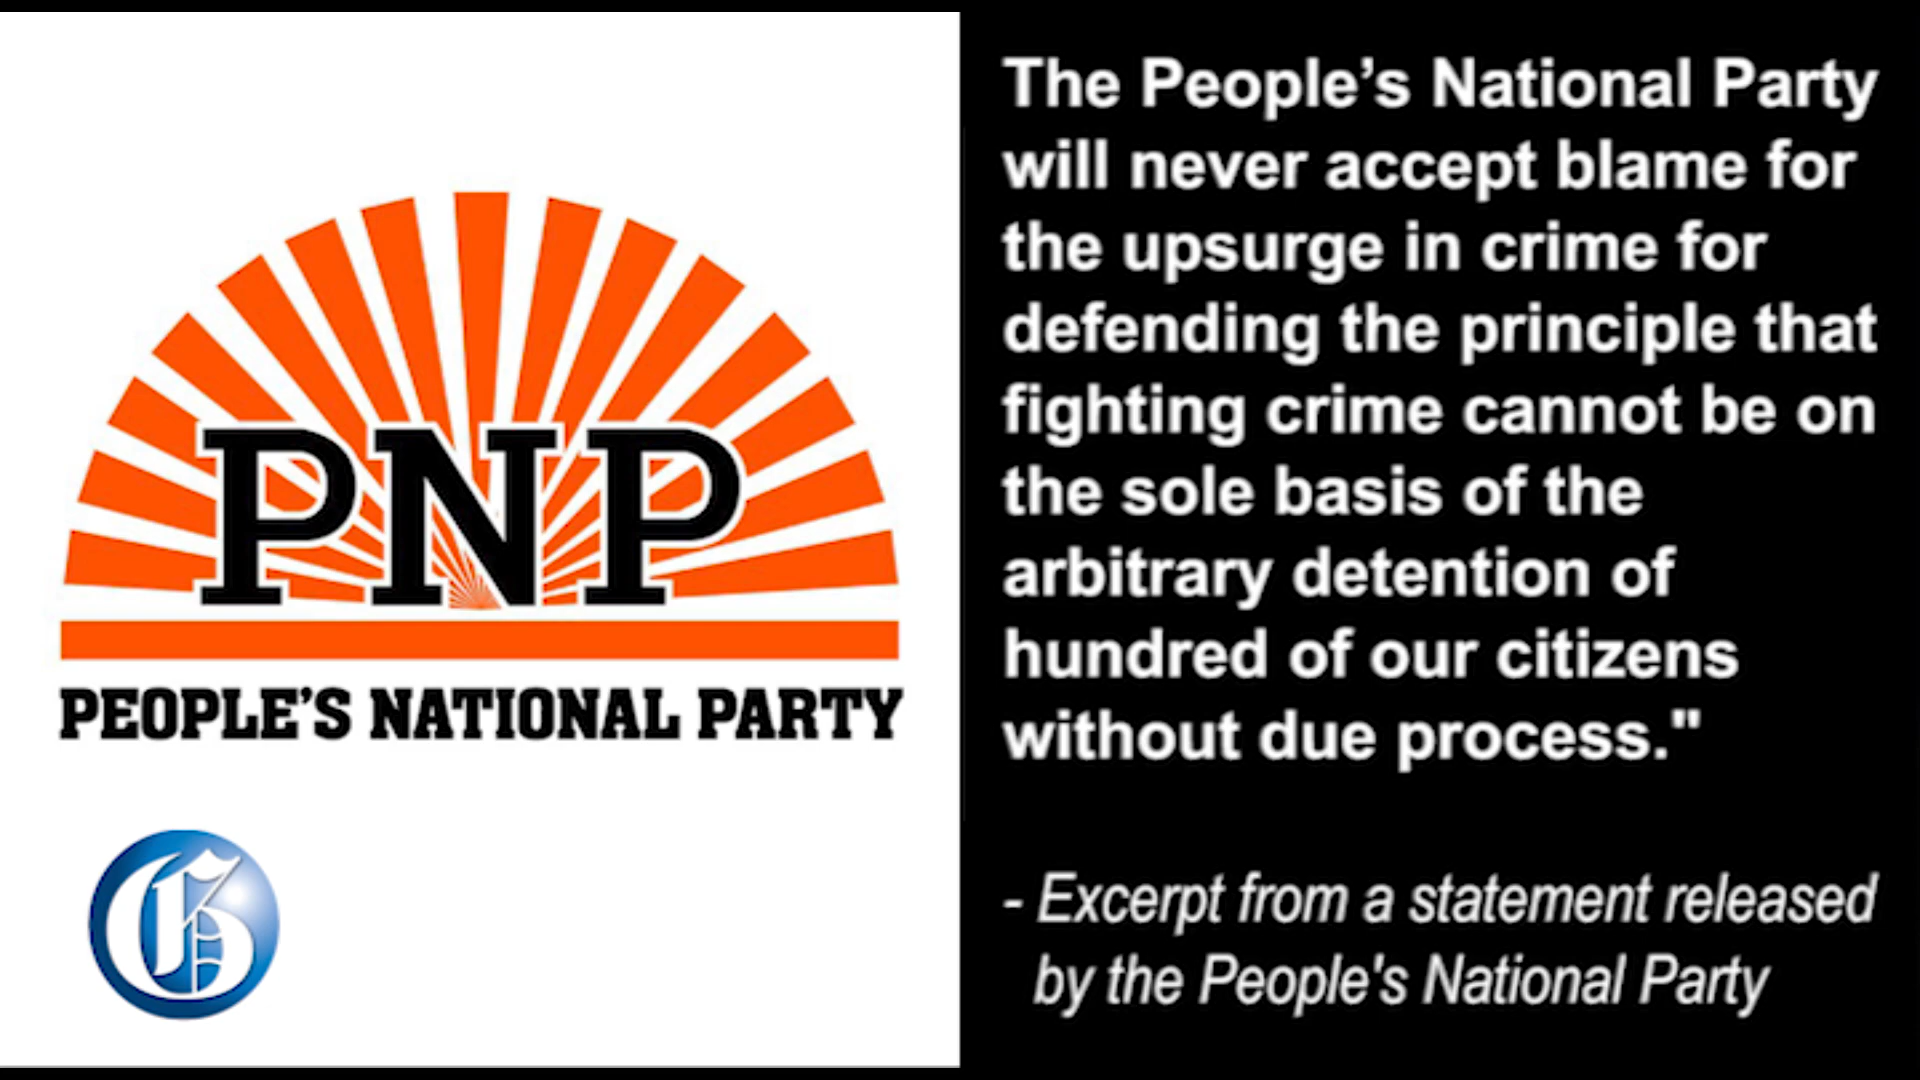 PNP
PEOPLE'S NATIONAL PARTY
G
The People’s National Party
will never accept blame for
the upsurge in crime for
defending the principle that
fighting crime cannot be on
the sole basis of the
arbitrary detention of
hundred of our citizens
without due process."
- Excerpt from a statement released
by the People's National Party